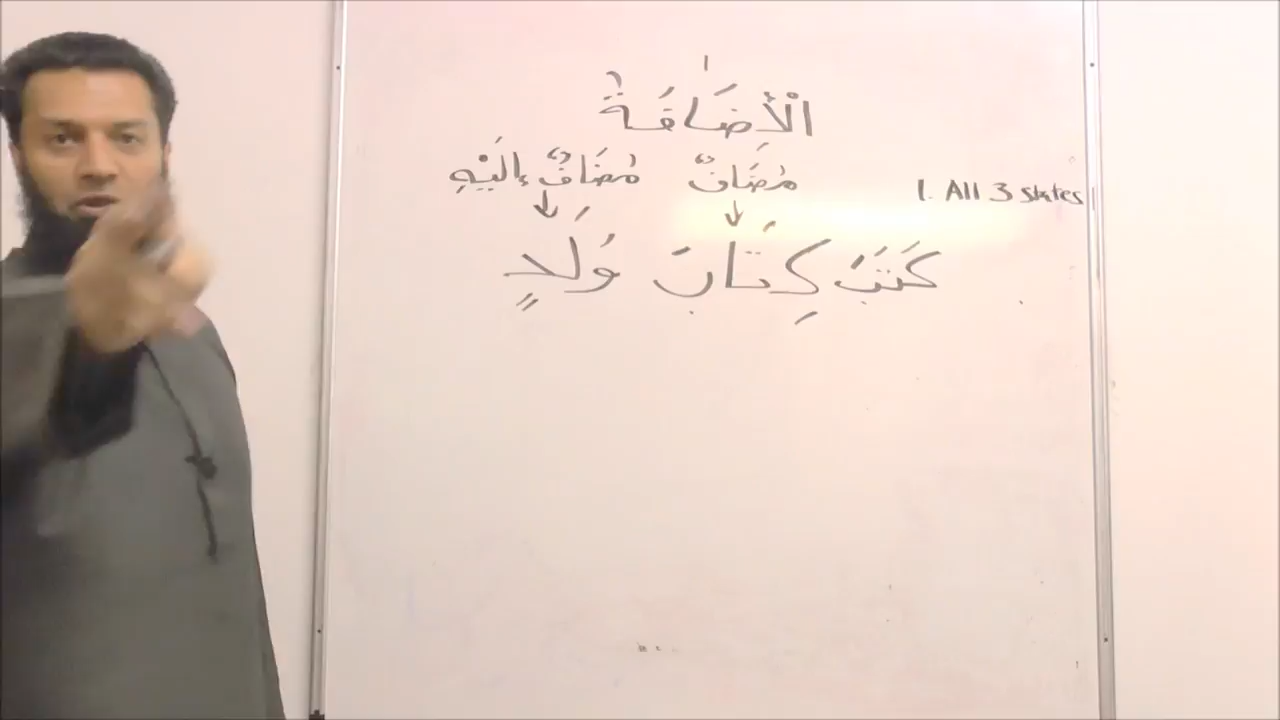 الْأِضَافَةُ
مُضَافٌ مُضَافٌ إِلَيْهِ
1. All 3 states
كَتَبَ كِتَابَ وَلَدٍ